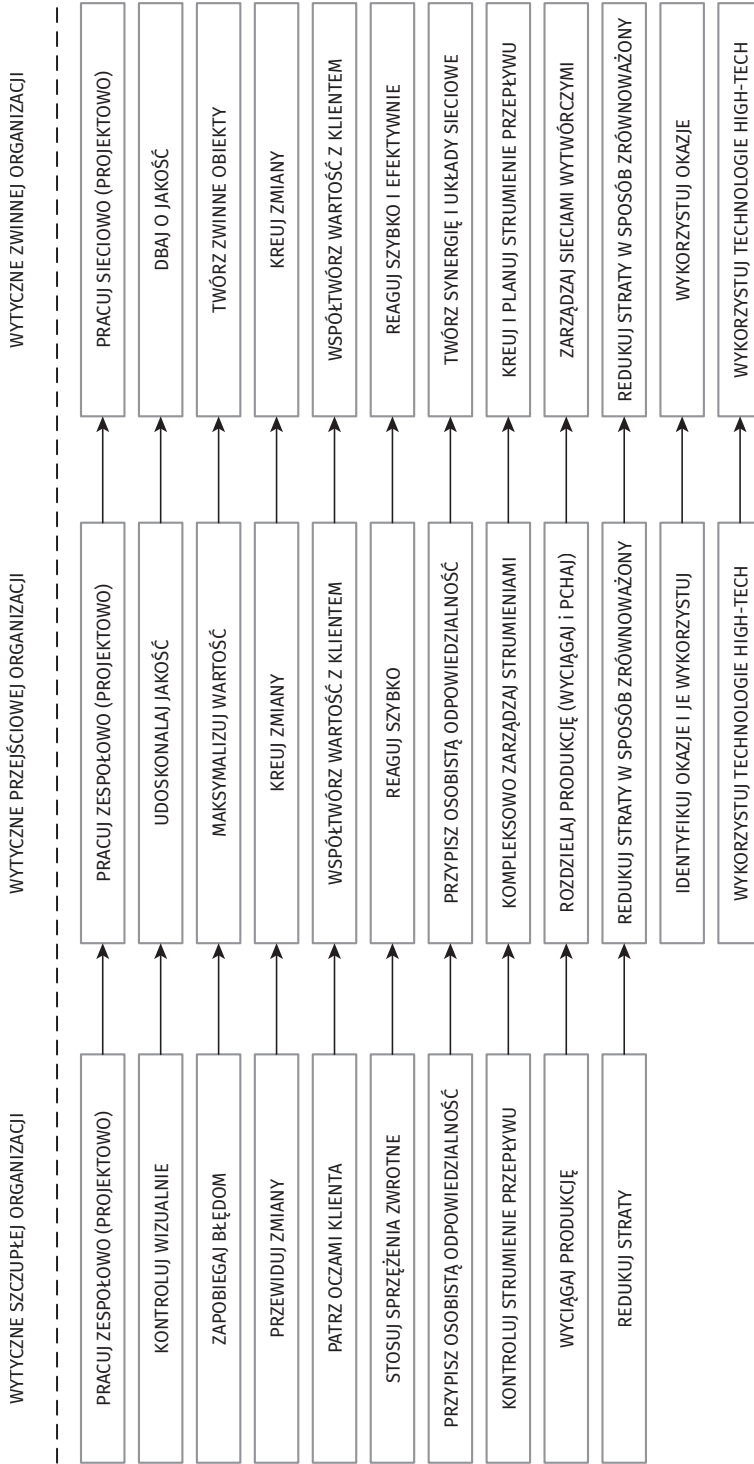 WYTYCZNE SZCZUPŁEJ ORGANIZACJI
PRACUJ ZESPOŁOWO (PROJEKTOWO)
KONTROLUJ WIZUALNIE
ZAPOBIEGAJ BŁĘDOM
PRZEWIDUJ ZMIANY
PATRZ OCZAMI KLIENTA
STOSUJ SPRZĘŻENIA ZWROTNE
PRZYPISZ OSOBISTĄ ODPOWIEDZIALNOŚĆ
KONTROLUJ STRUMIENIE PRZEPŁYWU
WYCIĄGAJ PRODUKCJĘ
REDUKUJ STRATY
WYTYCZNE PRZEJŚCIOWEJ ORGANIZACJI
PRACUJ ZESPOŁOWO (PROJEKTOWO)
UDOSKONALAJ JAKOŚĆ
MAKSYMALIZUJ WARTOŚĆ
KREUJ ZMIANY
WSPÓŁTWÓRZ WARTOŚĆ Z KLIENTEM
REAGUJ SZYBKO
PRZYPISZ OSOBISTĄ ODPOWIEDZIALNOŚĆ
KOMPLEKSOWO ZARZĄDZAJ STRUMIENIAMI
ROZDZIELAJ PRODUKCJĘ (WYCIĄGAJ i PCHAJ)
REDUKUJ STRATY W SPOSÓB ZRÓWNOWAŻONY
IDENTYFIKUJ OKAZJE I JE WYKORZYSTUJ
WYKORZYSTUJ TECHNOLOGIE HIGH-TECH
WYTYCZNE ZWINNEJ ORGANIZACJI
PRACUJ SIECIOWO (PROJEKTOWO)
DBAJ O JAKOŚĆ
TWÓRZ ZWINNE OBIEKTY
KREUJ ZMIANY
WSPÓŁTWÓRZ WARTOŚĆ Z KLIENTEM
REAGUJ SZYBKO I EFEKTYWNIE
TWÓRZ SYNERGIĘ I UKŁADY SIECIOWE
KREUJ I PLANUJ STRUMIENIE PRZEPŁYWU
ZARZĄDZAJ SIECIAMI WYTWÓRCZYMI
REDUKUJ STRATY W SPOSÓB ZRÓWNOWAŻONY
WYKORZYSTUJ OKAZJE
WYKORZYSTUJ TECHNOLOGIE HIGH-TECH